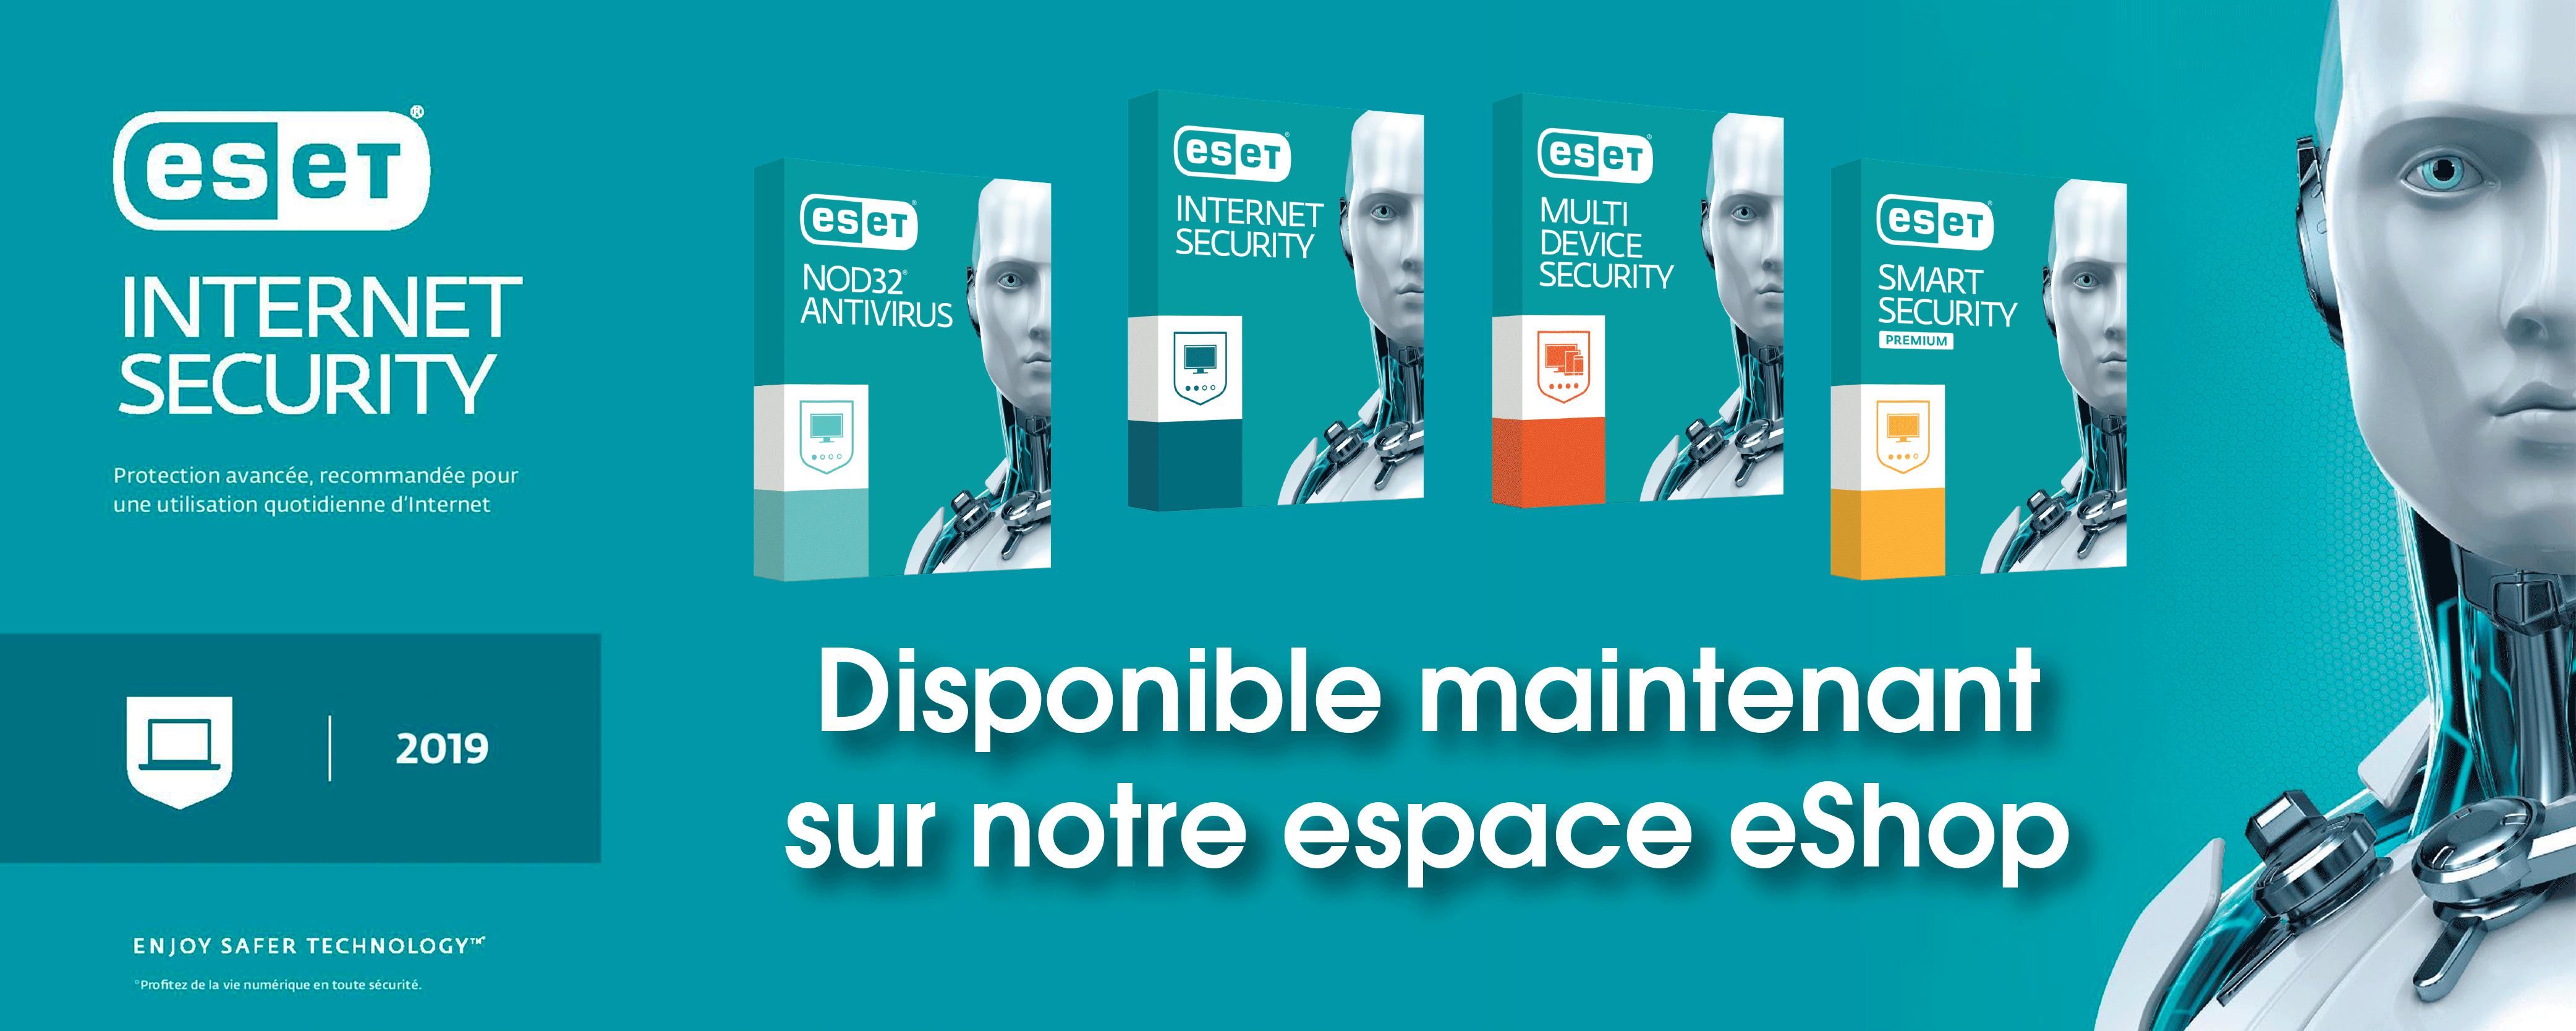 eset®
INTERNET
SECURITY
Protection avancée, recommandée pour
une utilisation quotidienne d'Internet
2019
ENJOY SAFER TECHNOLOGY™°
°Profitez de la vie numérique en toute sécurité.
eset®
NOD32®
ANTIVIRUS
eset®
INTERNET
SECURITY
eset®
MULTI
DEVICE
SECURITY
eset®
SMART
SECURITY
PREMIUM
Disponible maintenant
sur notre espace eShop